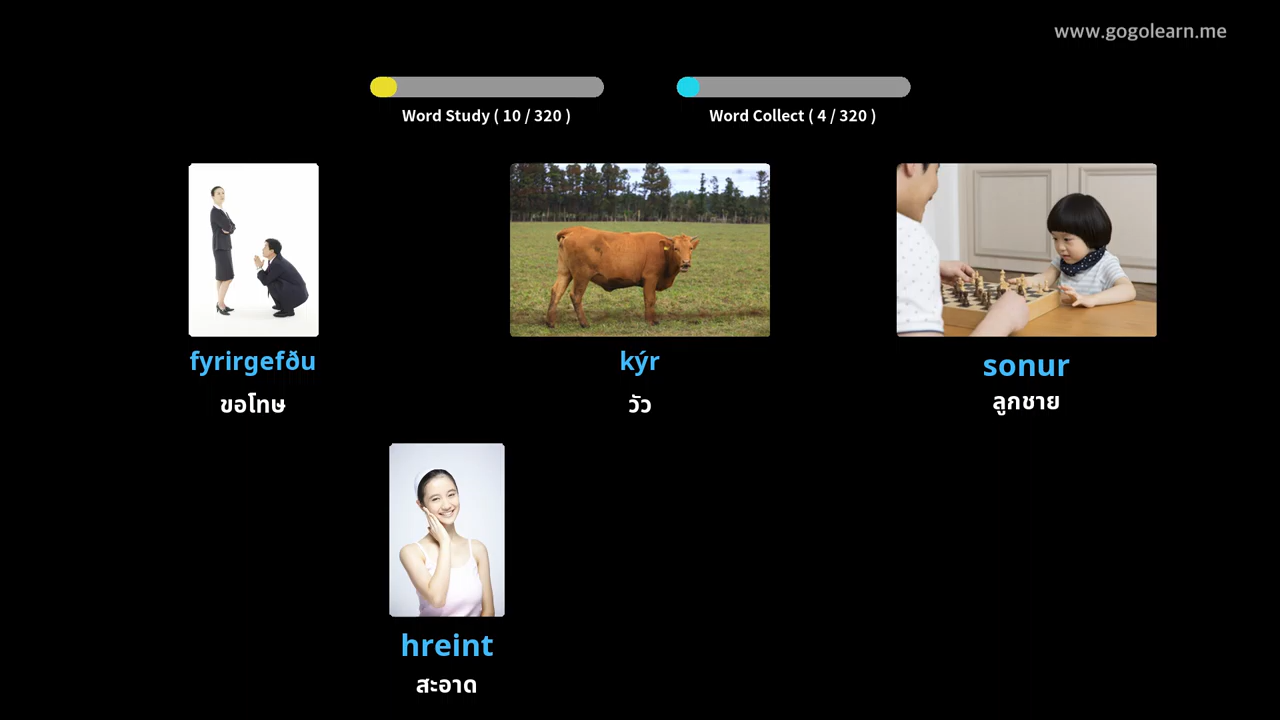 www.gogolearn.me
Word Study ( 10 / 320 )
Word Collect ( 4 / 320 )
fyrirgefðu
ขอโทษ
kýr
วัว
sonur
ลูกชาย
hreint
สะอาด